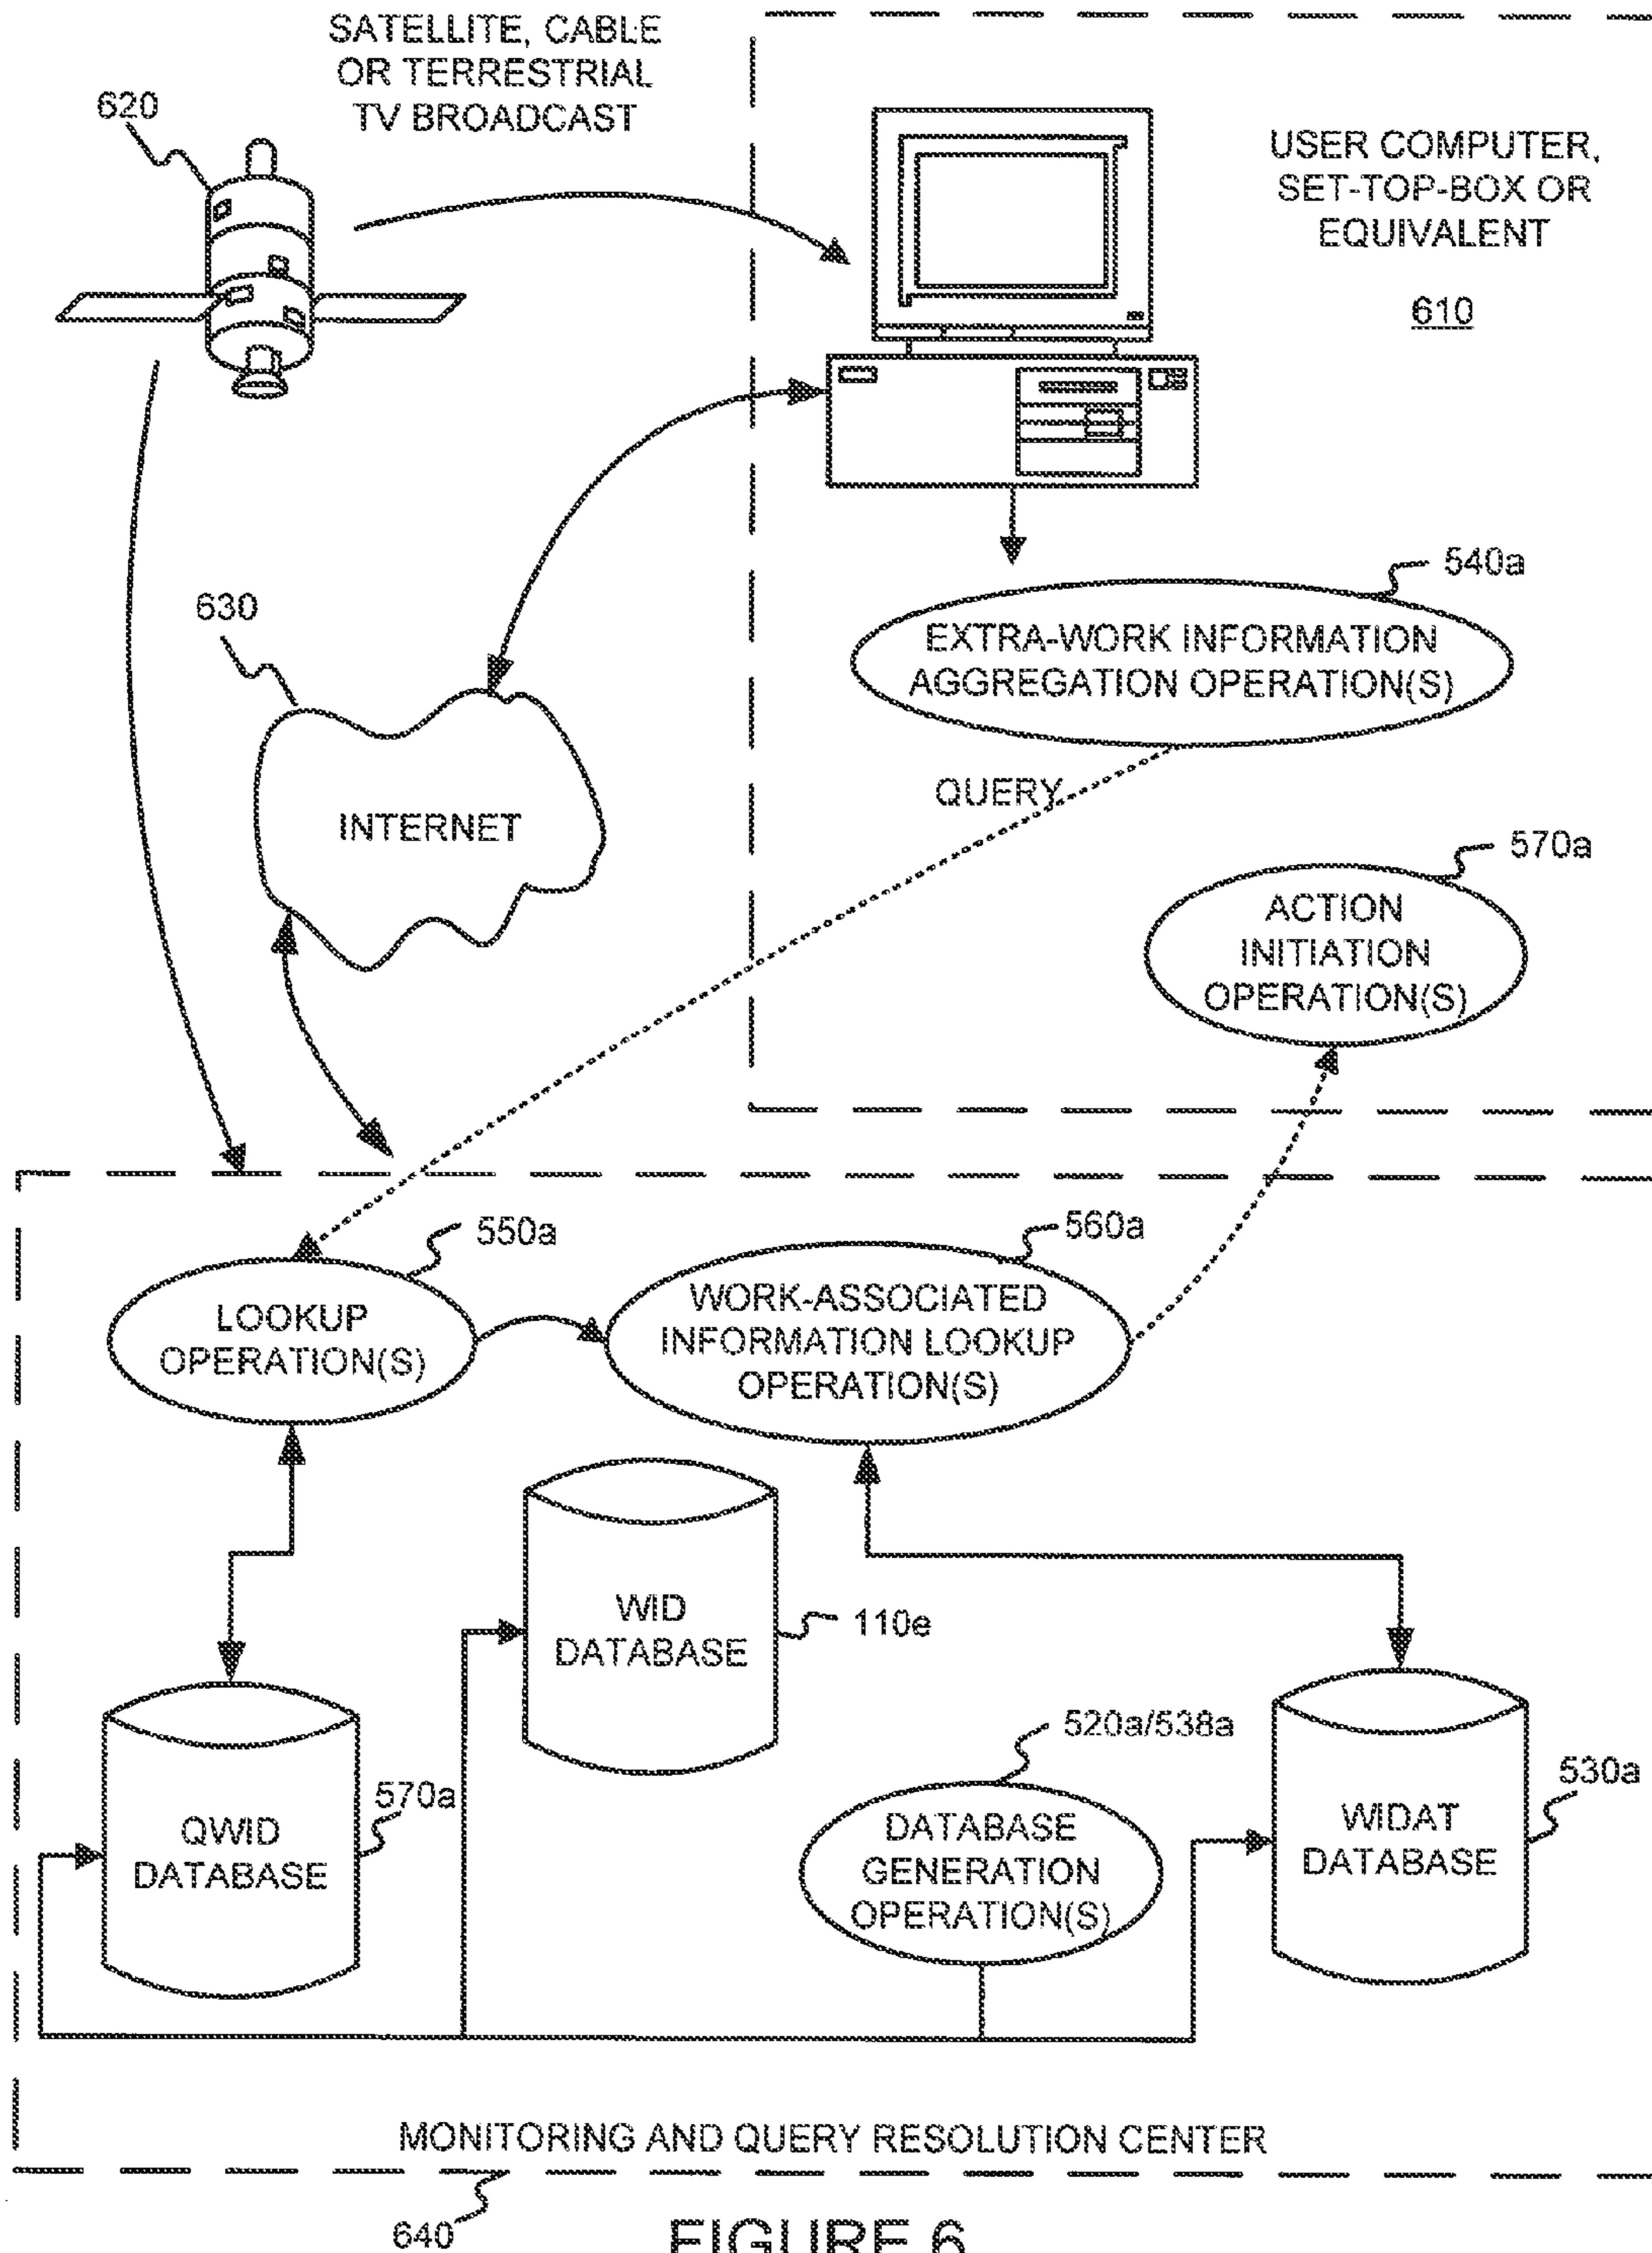 SATELLITE, CABLE
OR TERRESTRIAL
TV BROADCAST
620
USER COMPUTER,
SET-TOP-BOX OR
EQUIVALENT
610
540a
EXTRA-WORK INFORMATION
AGGREGATION OPERATION(S)
630
INTERNET
QUERY
570a
ACTION
INITIATION
OPERATION(S)
550a
LOOKUP
OPERATION(S)
560a
WORK-ASSOCIATED
INFORMATION LOOKUP
OPERATION(S)
WID
DATABASE
110e
520a/538a
DATABASE
GENERATION
OPERATION(S)
570a
QWID
DATABASE
530a
WIDAT
DATABASE
MONITORING AND QUERY RESOLUTION CENTER
640
FIGURE 6